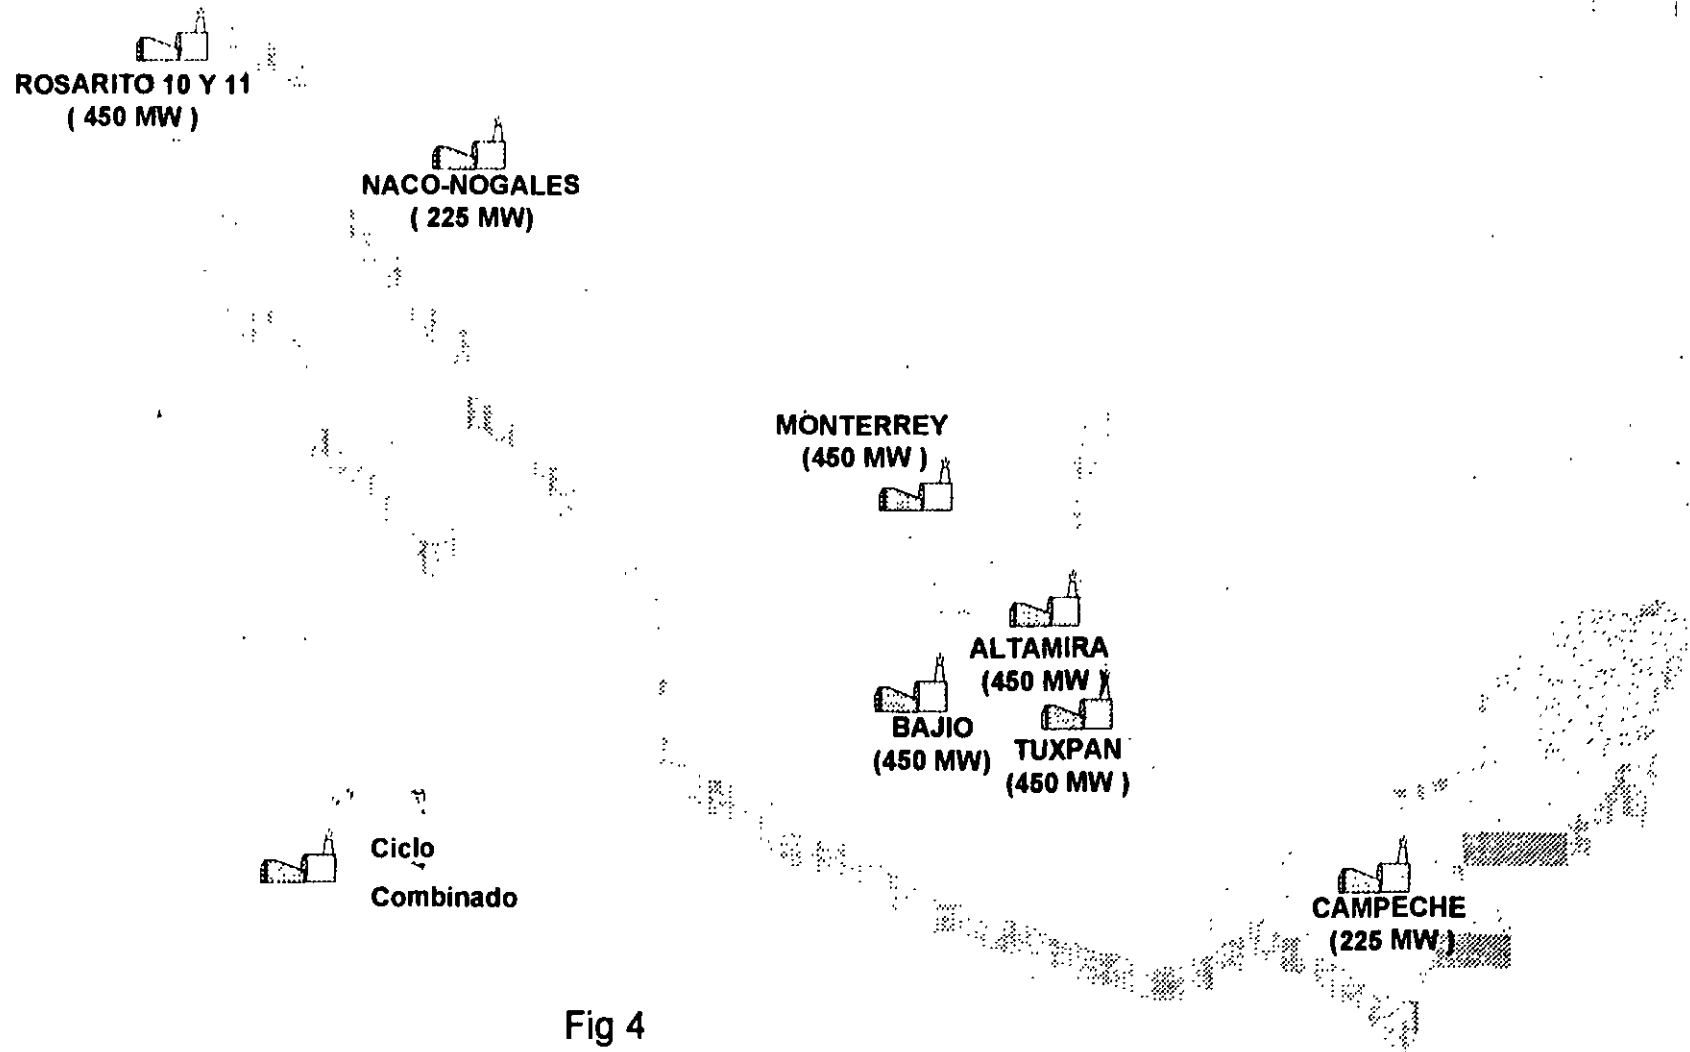 ROSARITO 10 Y 11
( 450 MW )
NACO-NOGALES
( 225 MW)
MONTERREY
(450 MW )
ALTAMIRA
(450 MW )
BAJIO
(450 MW)
TUXPAN
(450 MW )
Ciclo
Combinado
CAMPECHE
(225 MW )
Fig 4